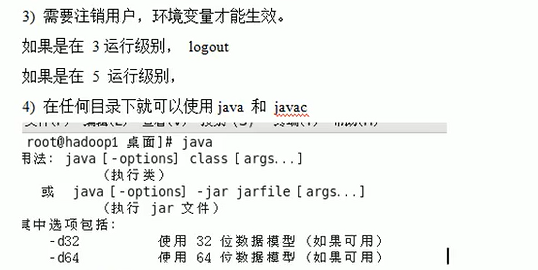 3) 需要注销用户，环境变量才能生效。
如果是在 3 运行级别， logout
如果是在 5 运行级别，
4) 在任何目录下就可以使用 java 和 javac
root@hadoop1 桌面]# java
用法: java [-options] class [args...]
(执行类)
或 java [-options] -jar jarfile [args...]
(执行 jar 文件)
其中选项包括:
-d32 使用 32 位数据模型 (如果可用)
-d64 使用 64 位数据模型 (如果可用)